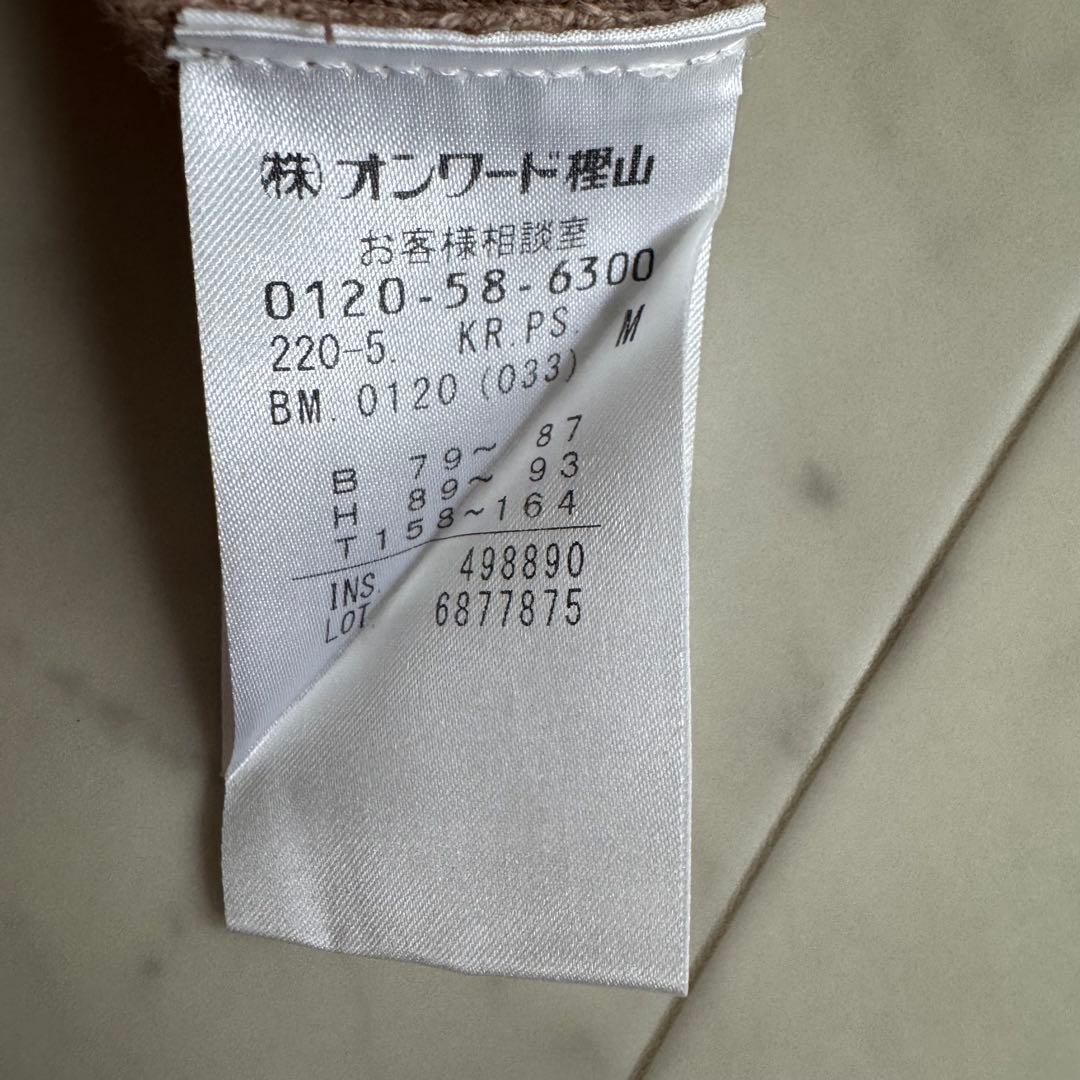 ㈱オンワード樫山
お客様相談室
0120-58-6300
220-5. KR.PS. M
BM. 0120 (033)
B 79~ 87
H 89~ 93
T 158~164
INS. 498890
LOT. 6877875